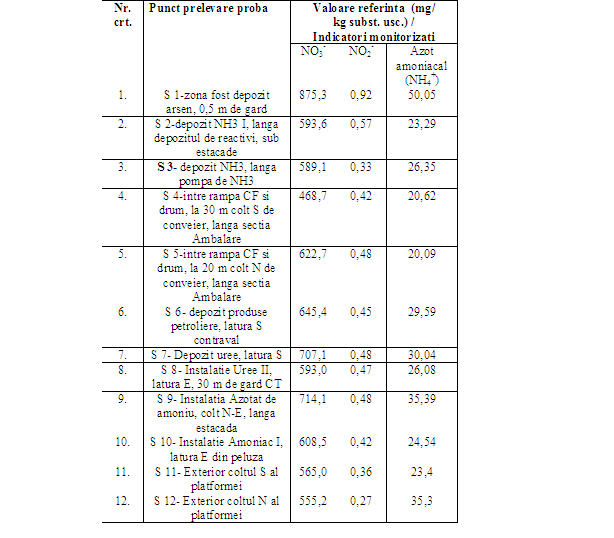 Nr. crt. Punct prelevare proba Valoare referinta (mg/
kg subst. usc.) /
Indicatori monitorizati
NO3- NO2- Azot
amoniacal
(NH4+)
1. S 1-zona fost depozit 875,3 0,92 50,05
arsen, 0,5 m de gard
2. S 2-depozit NH3 I, langa 593,6 0,57 23,29
depozitul de reactivi, sub
estacade
3. S 3- depozit NH3, langa 589,1 0,33 26,35
pompa de NH3
4. S 4-intre rampa CF si 468,7 0,42 20,62
drum, la 30 m colt S de
conveier, langa sectia
Ambalare
5. S 5-intre rampa CF si 622,7 0,48 20,09
drum, la 20 m colt N de
conveier, langa sectia
Ambalare
6. S 6- depozit produse 645,4 0,45 29,59
petroliere, latura S
contraval
7. S 7- Depozit uree, latura S 707,1 0,48 30,04
8. S 8- Instalatie Uree II, 593,0 0,47 26,08
latura E, 30 m de gard CT
9. S 9- Instalatia Azotat de 714,1 0,48 35,39
amoniu, colt N-E, langa
estacada
10. S 10- Instalatie Amoniac I, 608,5 0,42 24,54
latura E din peluza
11. S 11- Exterior coltul S al 565,0 0,36 23,4
platformei
12. S 12- Exterior coltul N al 555,2 0,27 35,3
platformei